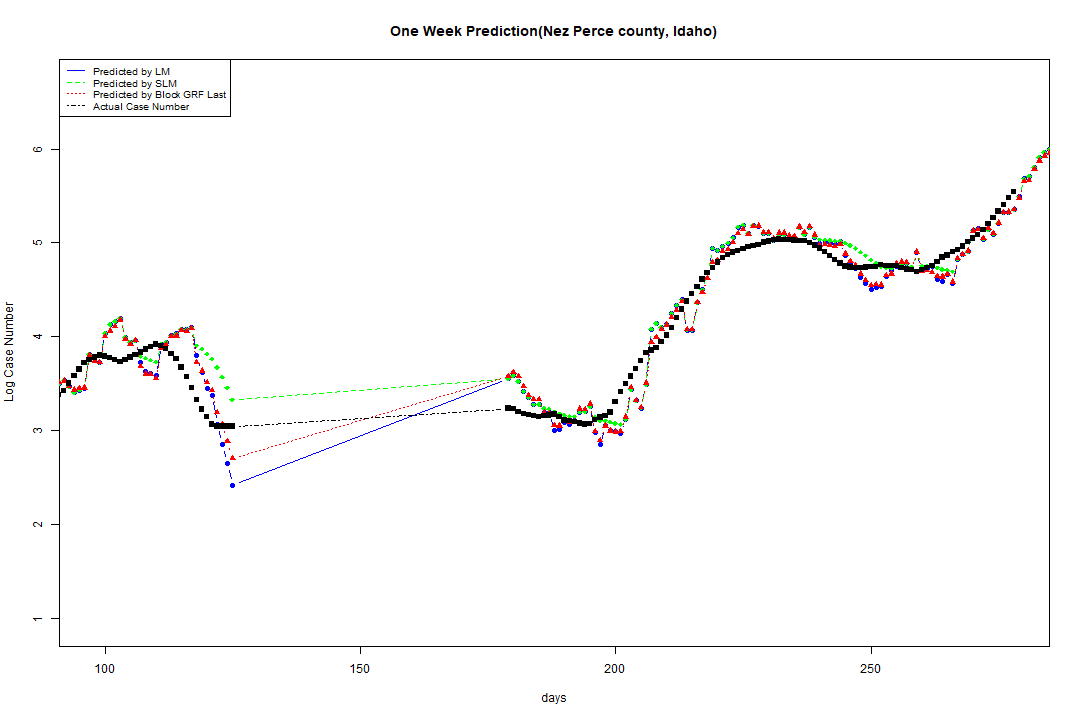 One Week Prediction(Nez Perce county, Idaho)
Predicted by LM
Predicted by SLM
Predicted by Block GRF Last
Actual Case Number
Log Case Number
6
5
4
3
2
1
100 150 200 250
days